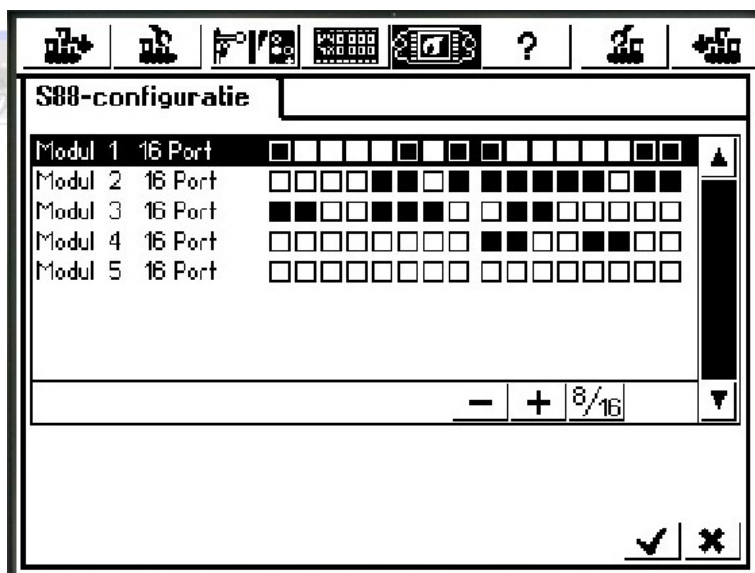 ?
S88-configuratie
Modul 1 16 Port
Modul 2 16 Port
Modul 3 16 Port
Modul 4 16 Port
Modul 5 16 Port
− + 8/16